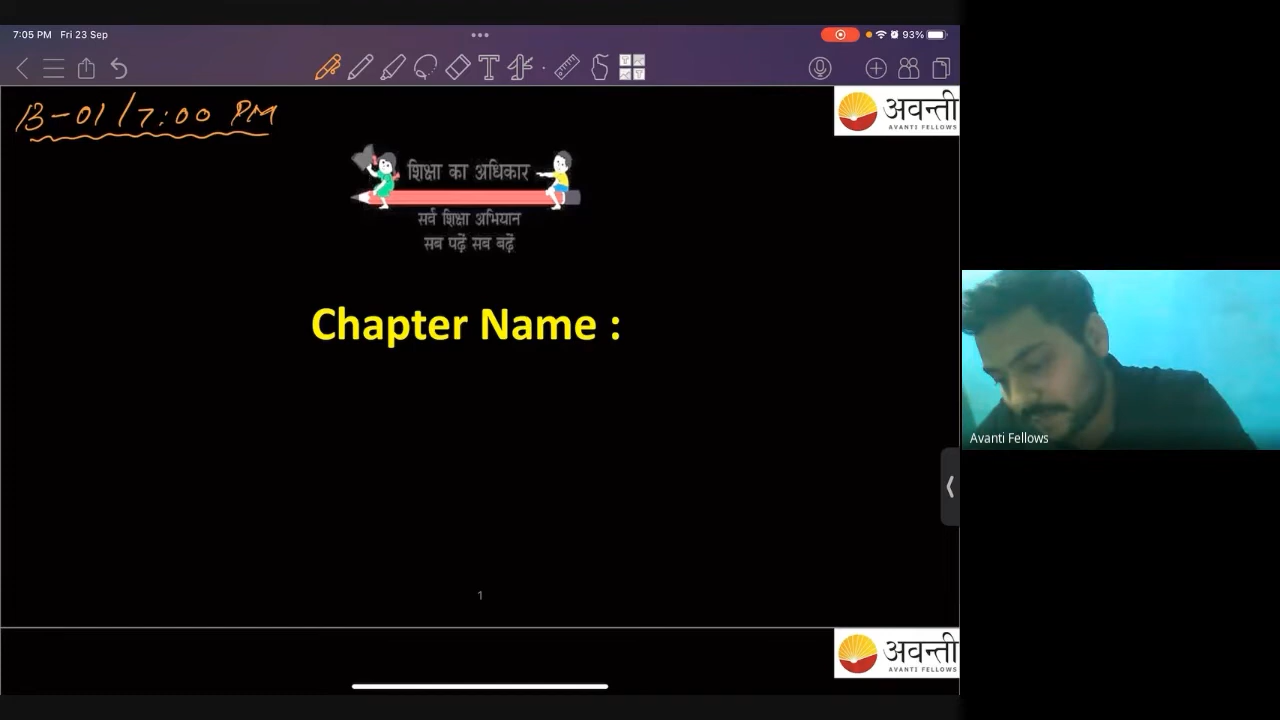 7:05 PM Fri 23 Sep
93%
B-01/7:00 PM
अवन्ती
AVANTI FELLOWS
शिक्षा का अधिकार
सर्व शिक्षा अभियान
सब पढ़ें सब बढ़ें
Chapter Name :
Avanti Fellows
1
अवन्ती
AVANTI FELLOWS